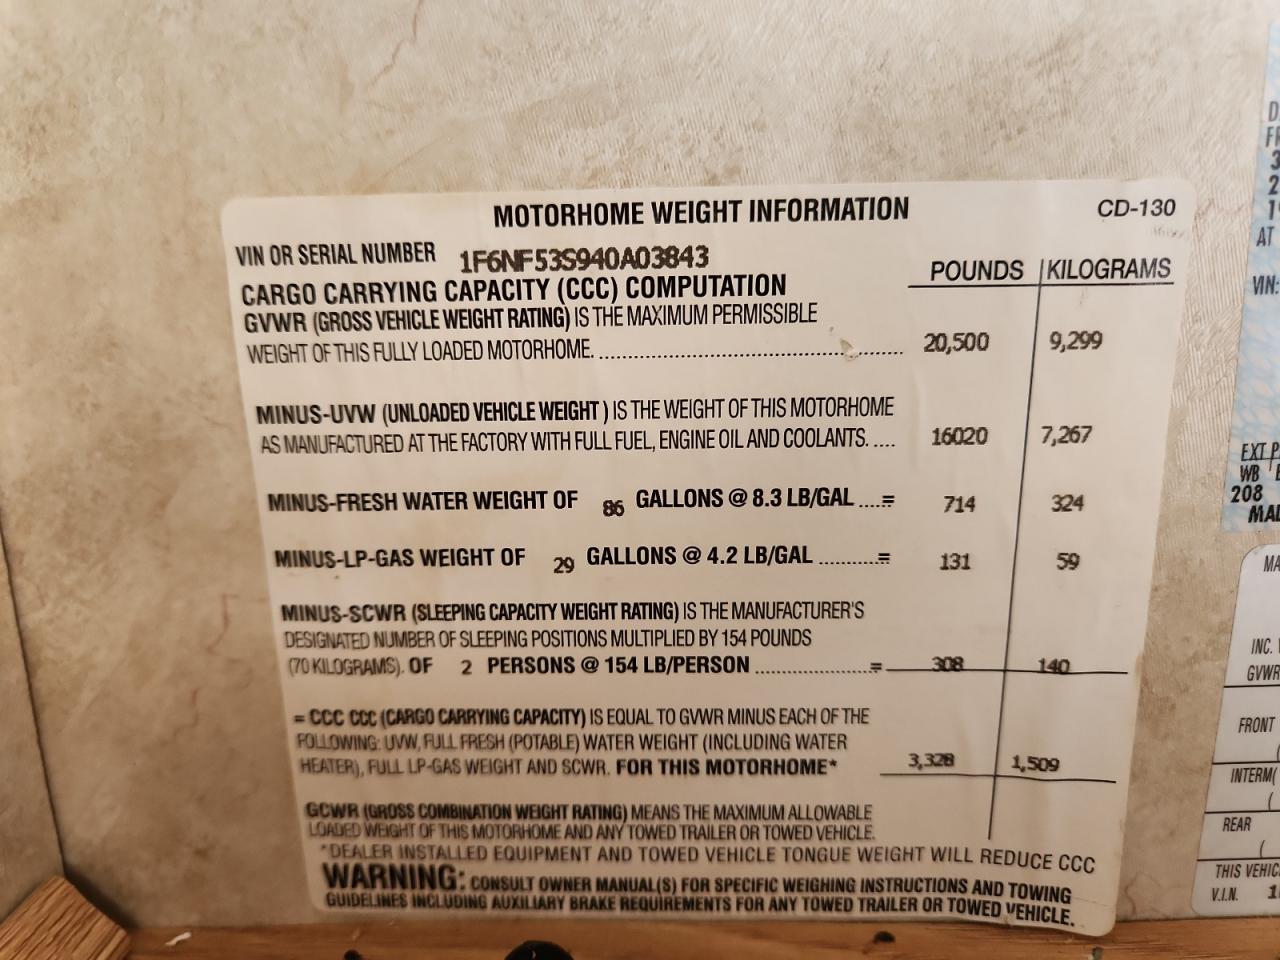 MOTORHOME WEIGHT INFORMATION CD-130
VIN OR SERIAL NUMBER 1F6NF53S940A03843
POUNDS KILOGRAMS
CARGO CARRYING CAPACITY (CCC) COMPUTATION
GVWR (GROSS VEHICLE WEIGHT RATING) IS THE MAXIMUM PERMISSIBLE
WEIGHT OF THIS FULLY LOADED MOTORHOME. 20,500 9,299
MINUS-UVW (UNLOADED VEHICLE WEIGHT ) IS THE WEIGHT OF THIS MOTORHOME
AS MANUFACTURED AT THE FACTORY WITH FULL FUEL, ENGINE OIL AND COOLANTS. .... 16020 7,267
MINUS-FRESH WATER WEIGHT OF 86 GALLONS @ 8.3 LB/GAL ....= 714 324
MINUS-LP-GAS WEIGHT OF 29 GALLONS @ 4.2 LB/GAL ..........= 131 59
MINUS-SCWR (SLEEPING CAPACITY WEIGHT RATING) IS THE MANUFACTURER'S
DESIGNATED NUMBER OF SLEEPING POSITIONS MULTIPLIED BY 154 POUNDS
(70 KILOGRAMS). OF 2 PERSONS @ 154 LB/PERSON ....................= 308 140
= CCC CCC (CARGO CARRYING CAPACITY) IS EQUAL TO GVWR MINUS EACH OF THE
FOLLOWING: UVW, FULL FRESH (POTABLE) WATER WEIGHT (INCLUDING WATER
HEATER), FULL LP-GAS WEIGHT AND SCWR. FOR THIS MOTORHOME* 3,328 1,509
GCWR (GROSS COMBINATION WEIGHT RATING) MEANS THE MAXIMUM ALLOWABLE
LOADED WEIGHT OF THIS MOTORHOME AND ANY TOWED TRAILER OR TOWED VEHICLE.
*DEALER INSTALLED EQUIPMENT AND TOWED VEHICLE TONGUE WEIGHT WILL REDUCE CCC
WARNING: CONSULT OWNER MANUAL(S) FOR SPECIFIC WEIGHING INSTRUCTIONS AND TOWING
GUIDELINES INCLUDING AUXILIARY BRAKE REQUIREMENTS FOR ANY TOWED TRAILER OR TOWED VEHICLE.
AT
VIN:
EXT
WB
208
INC.
GVWR
FRONT
INTERM(
REAR
THIS
V.I.N.